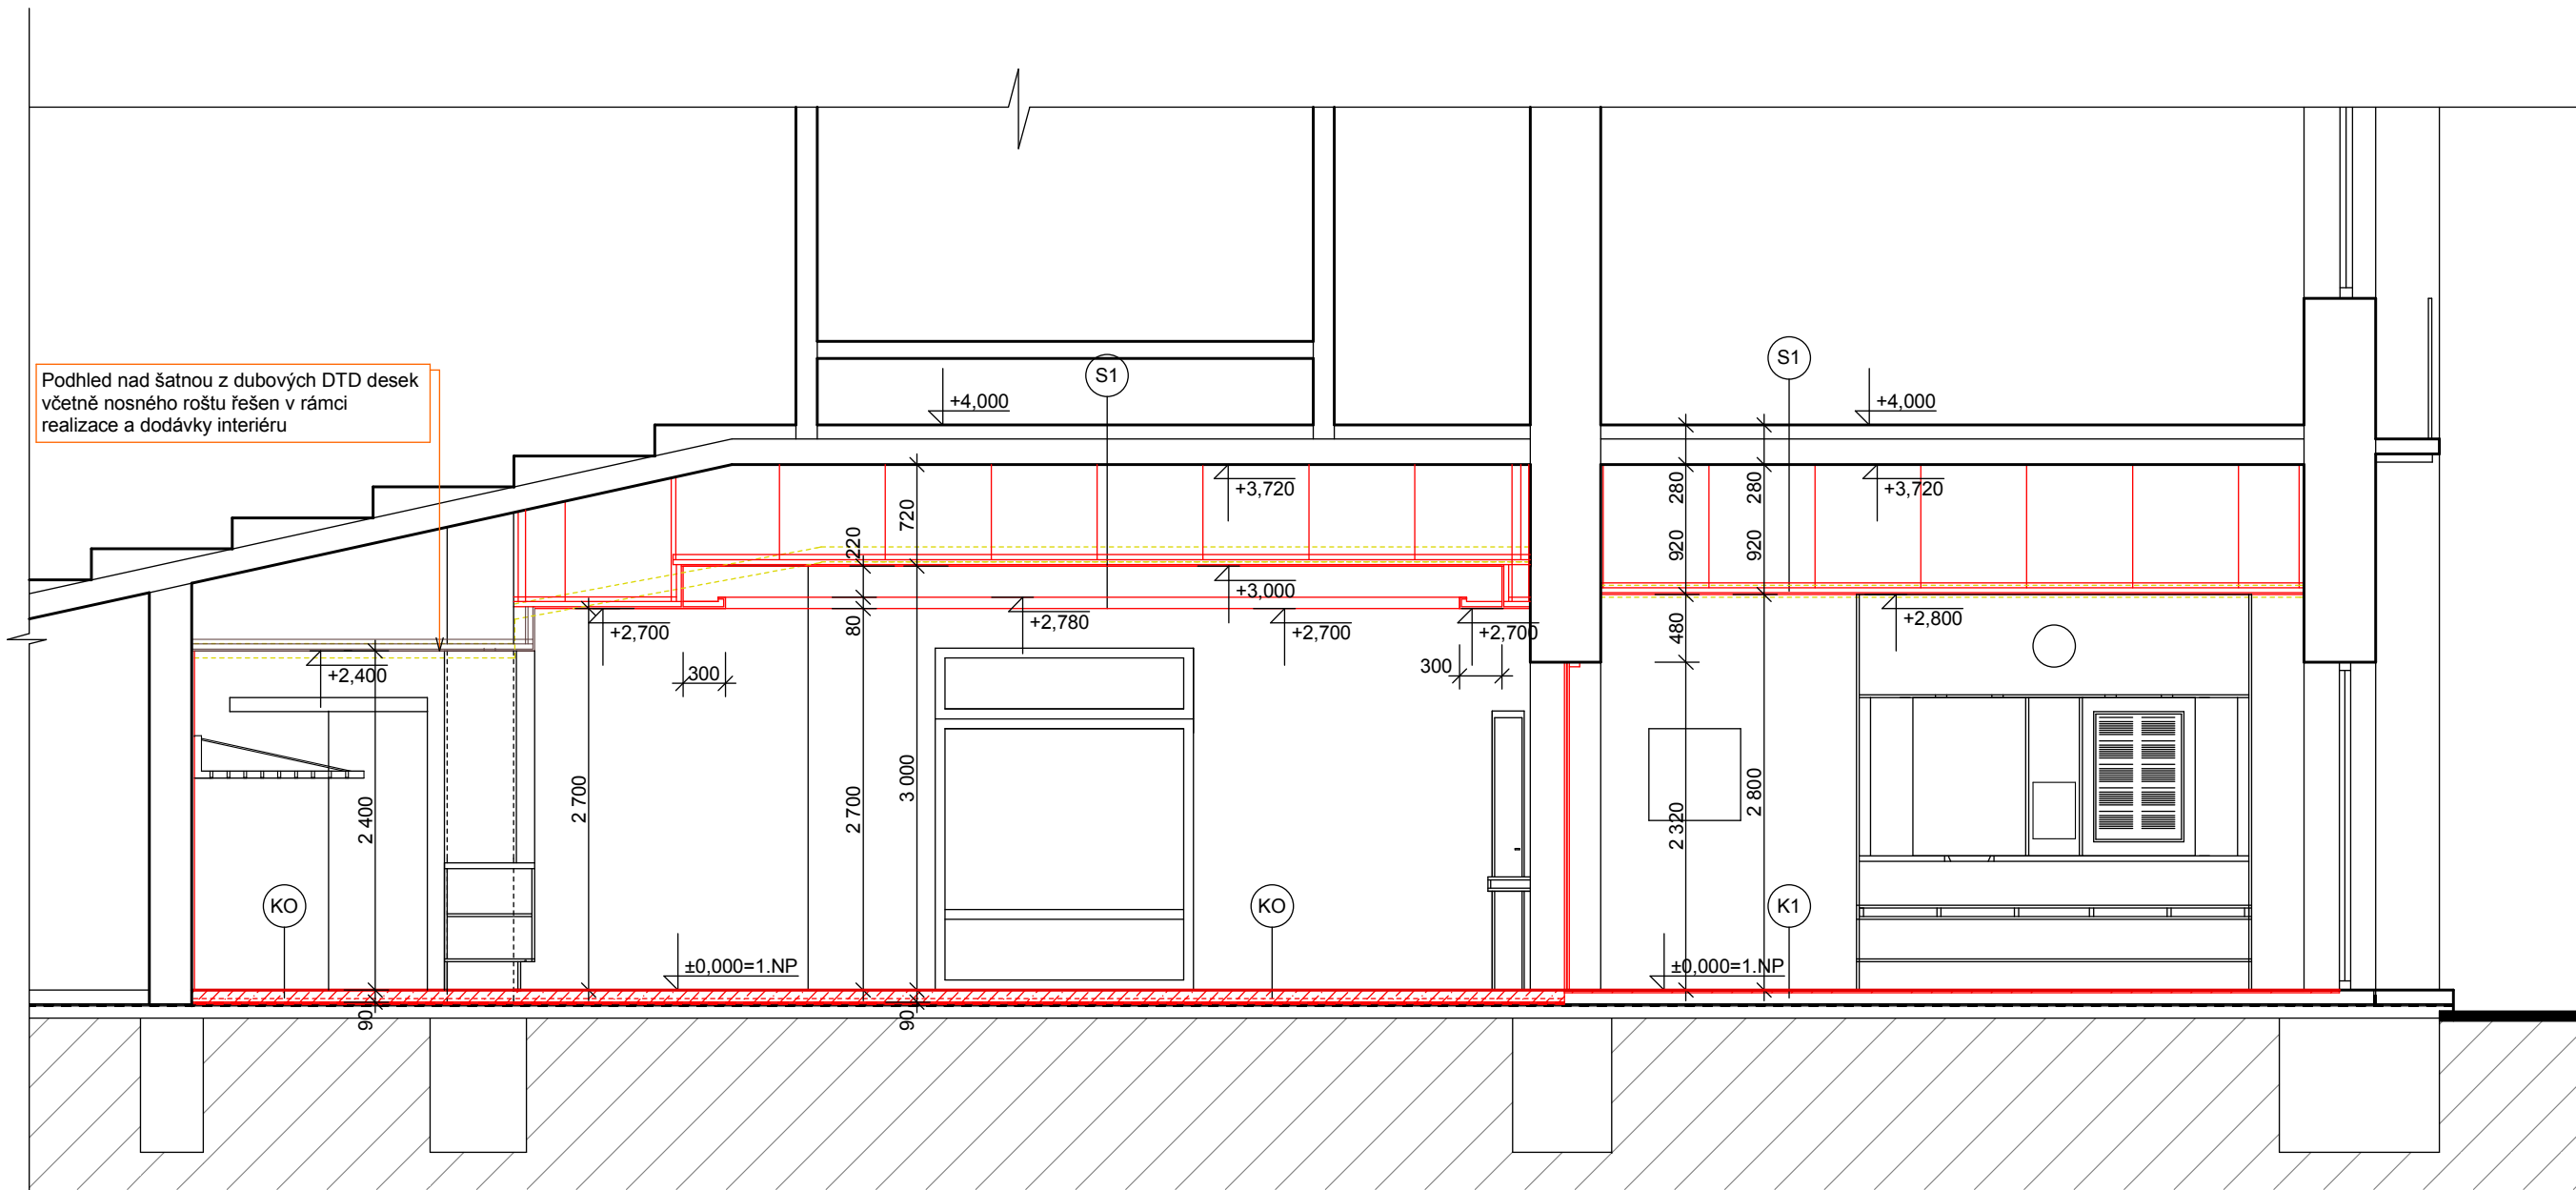 Podhled nad šatnou z dubových DTD desek
včetně nosného roštu řešen v rámci
realizace a dodávky interiéru
S1
S1
+4,000
+4,000
+3,720
+3,720
720
220
280
280
920
920
+3,000
+2,700
80
+2,780
+2,700
+2,700
480
+2,800
+2,400
300
300
2 400
2 700
2 700
3 000
2 320
2 800
KO
KO
K1
±0,000=1.NP
±0,000=1.NP
90
90